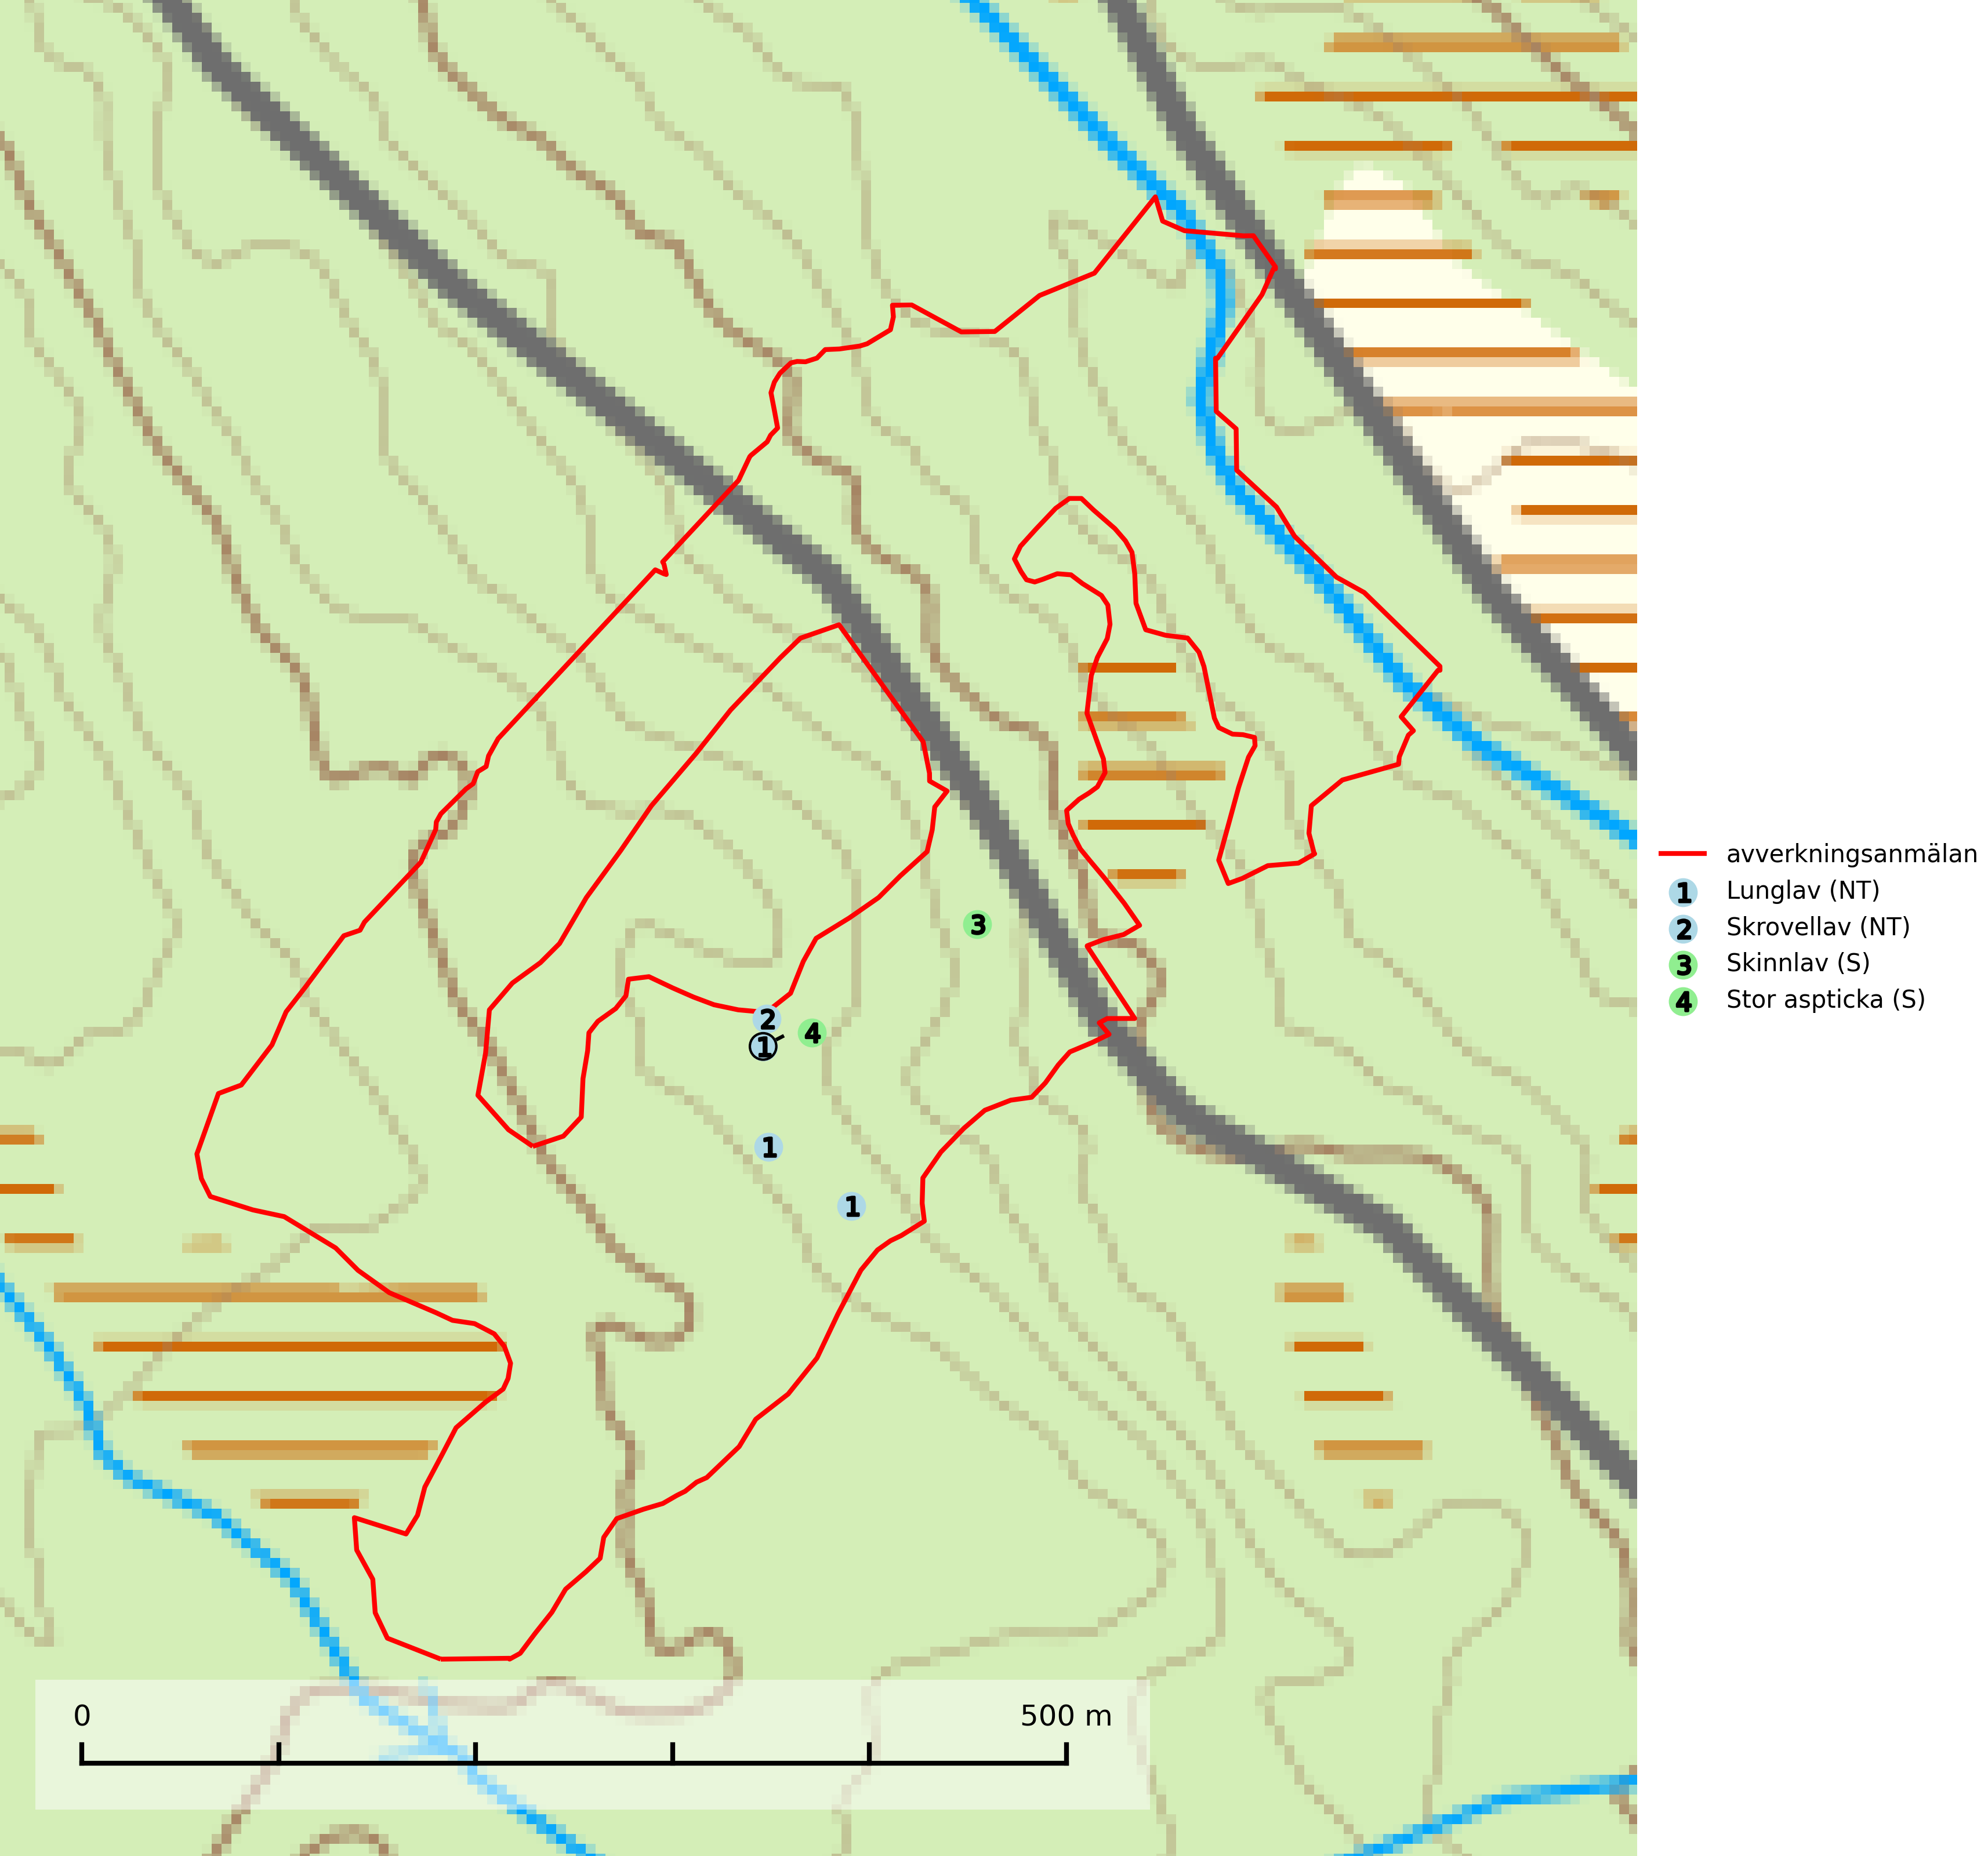 3
2
4
1
1
1
avverkningsanmälan
1 Lunglav (NT)
2 Skrovellav (NT)
3 Skinnlav (S)
4 Stor aspticka (S)
0 500 m